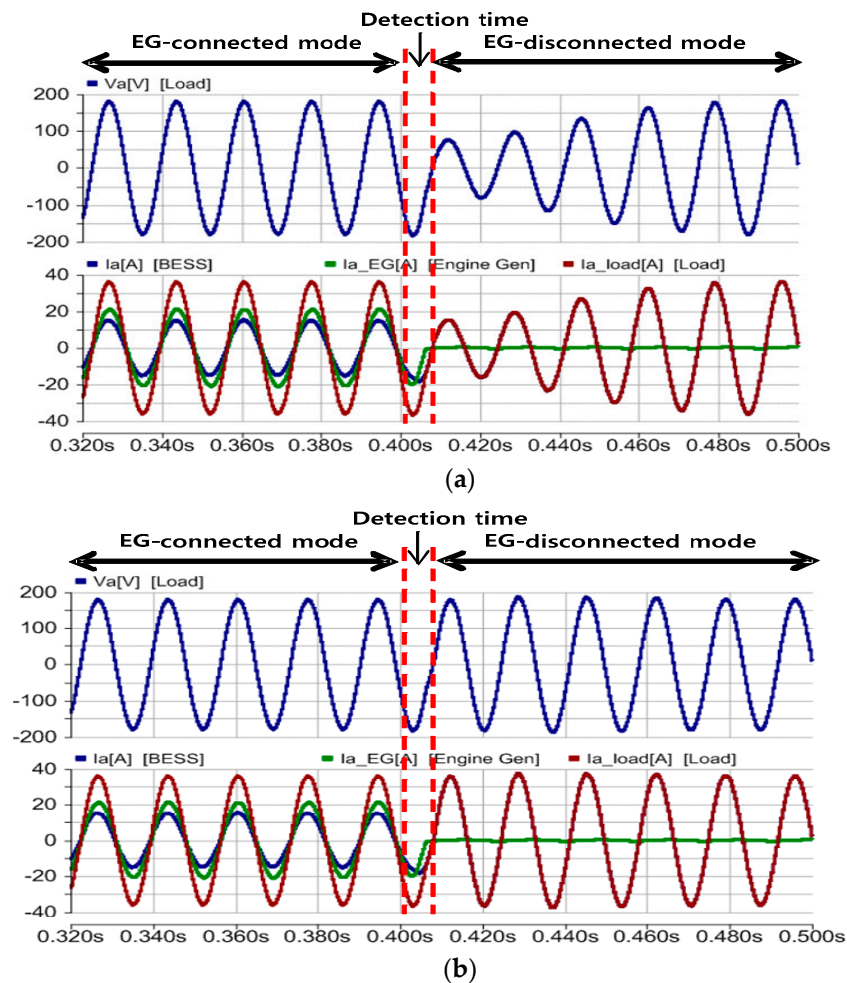 Detection time
EG-connected mode EG-disconnected mode
Va[V] [Load]
200
100
0
-100
-200
Ia[A] [BESS] Ia_EG[A] [Engine Gen] Ia_load[A] [Load]
40
20
0
-20
-40
0.320s 0.340s 0.360s 0.380s 0.400s 0.420s 0.440s 0.460s 0.480s 0.500s
(a)
Detection time
EG-connected mode EG-disconnected mode
Va[V] [Load]
200
100
0
-100
-200
Ia[A] [BESS] Ia_EG[A] [Engine Gen] Ia_load[A] [Load]
40
20
0
-20
-40
0.320s 0.340s 0.360s 0.380s 0.400s 0.420s 0.440s 0.460s 0.480s 0.500s
(b)